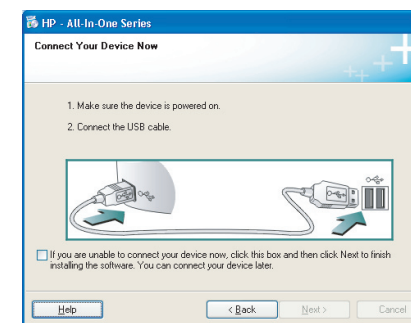 HP - All-In-One Series
Connect Your Device Now
1. Make sure the device is powered on.
2. Connect the USB cable.
If you are unable to connect your device now, click this box and then click Next to finish
installing the software. You can connect your device later.
Help
< Back
Next >
Cancel